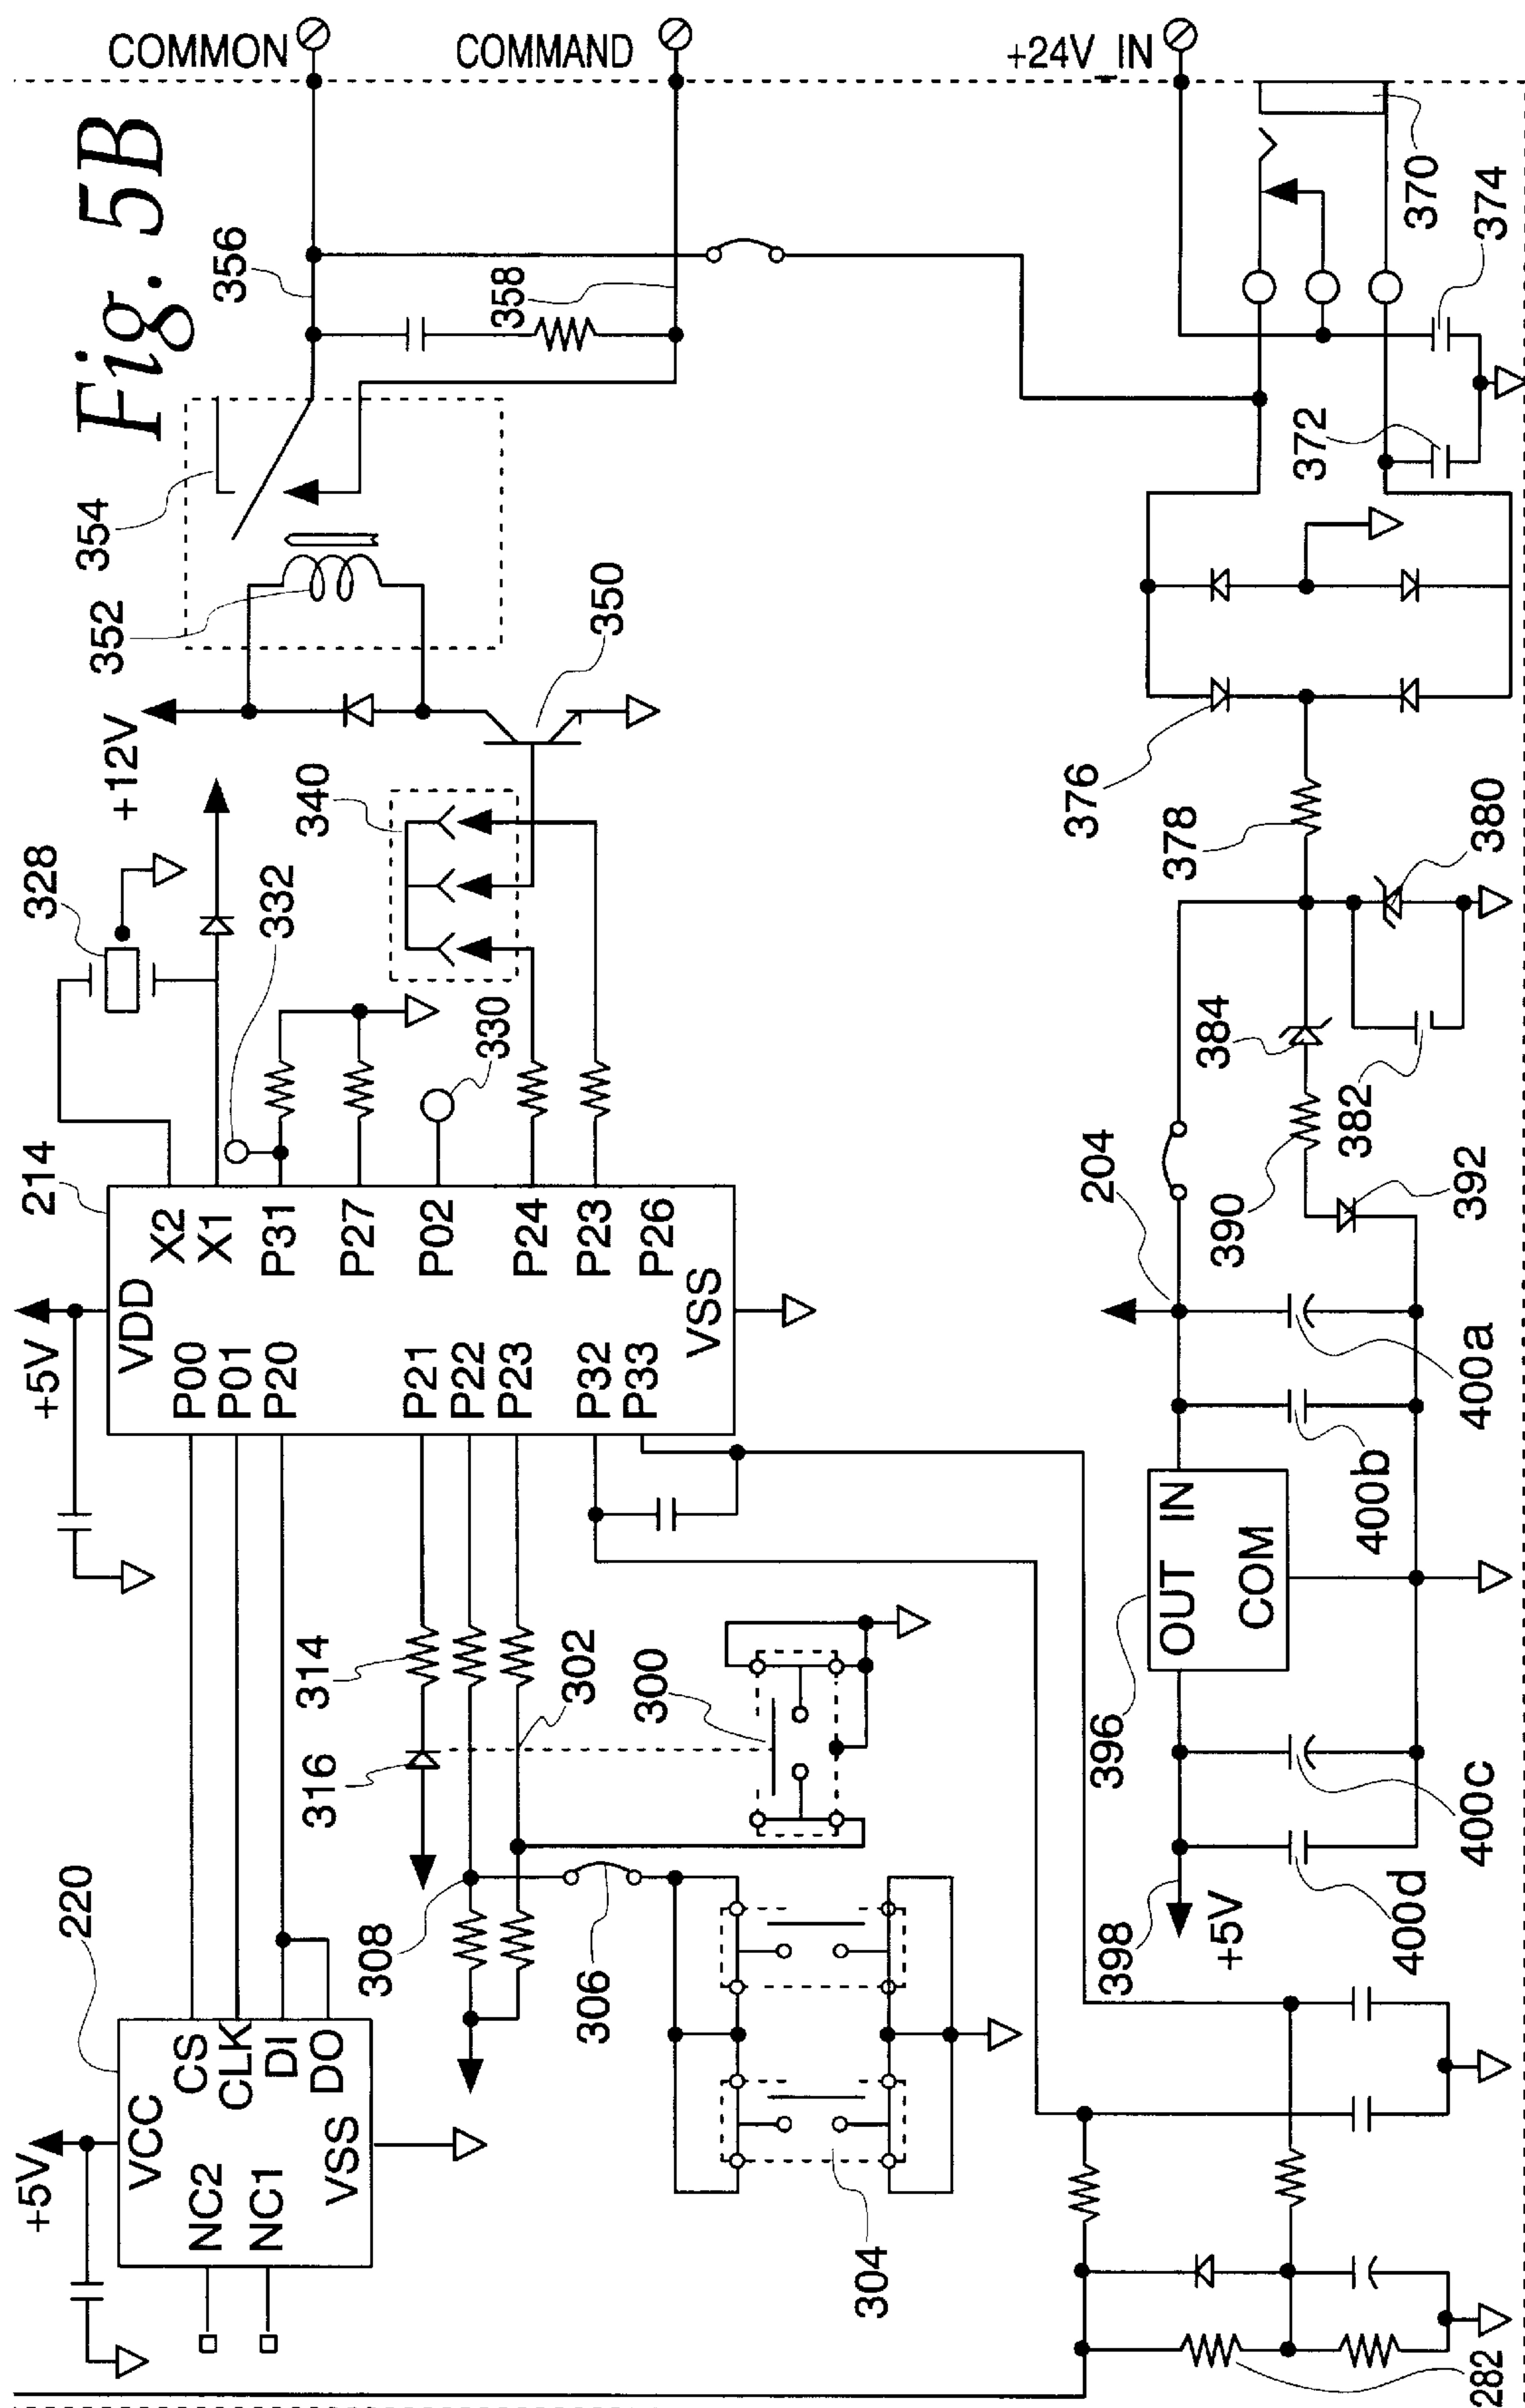 Fig. 5B
+5V
220
VCC
NC2
NC1
CS
CLK
DI
DO
VSS
+5V
214
VDD
P00
P01
P20
P21
P22
P23
P32
P33
X2
X1
P31
P27
P02
P24
P23
P26
VSS
328
+12V
332
330
340
350
352
354
356
358
COMMON
COMMAND
+24V_IN
308
316
314
302
300
306
304
282
398
+5V
396
OUT
IN
COM
400d
400c
400b
400a
204
390
392
384
382
378
380
376
372
374
370